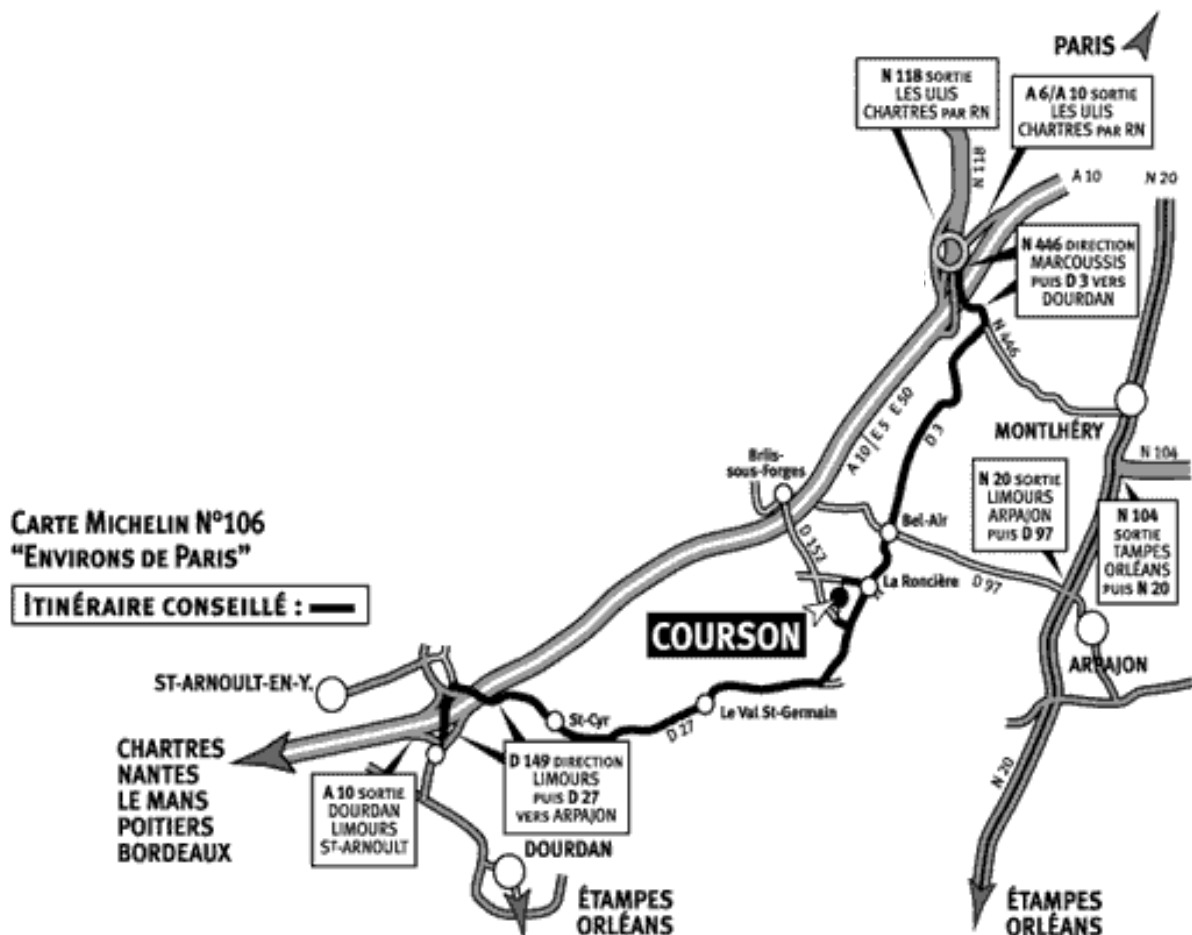 PARIS
N 118 SORTIE
LES ULIS
CHARTRES PAR RN
A 6/A 10 SORTIE
LES ULIS
CHARTRES PAR RN
N 118
A 10
N 20
N 446 DIRECTION
MARCOUSSIS
PUIS D 3 VERS
DOURDAN
N 446
A 10 / E 5 E 50
D 3
MONTLHÉRY
N 104
Briis-
sous-Forges
N 20 SORTIE
LIMOURS
ARPAJON
PUIS D 97
N 104
SORTIE
TAMPES
ORLÉANS
PUIS N 20
CARTE MICHELIN N°106
"ENVIRONS DE PARIS"
ITINÉRAIRE CONSEILLÉ :
Bel-Air
D 152
La Roncière
D 97
COURSON
ARPAJON
ST-ARNOULT-EN-Y.
St-Cyr
Le Val St-Germain
D 27
CHARTRES
NANTES
LE MANS
POITIERS
BORDEAUX
A 10 SORTIE
DOURDAN
LIMOURS
ST-ARNOULT
D 149 DIRECTION
LIMOURS
PUIS D 27
VERS ARPAJON
DOURDAN
N 20
ÉTAMPES
ORLÉANS
ÉTAMPES
ORLÉANS